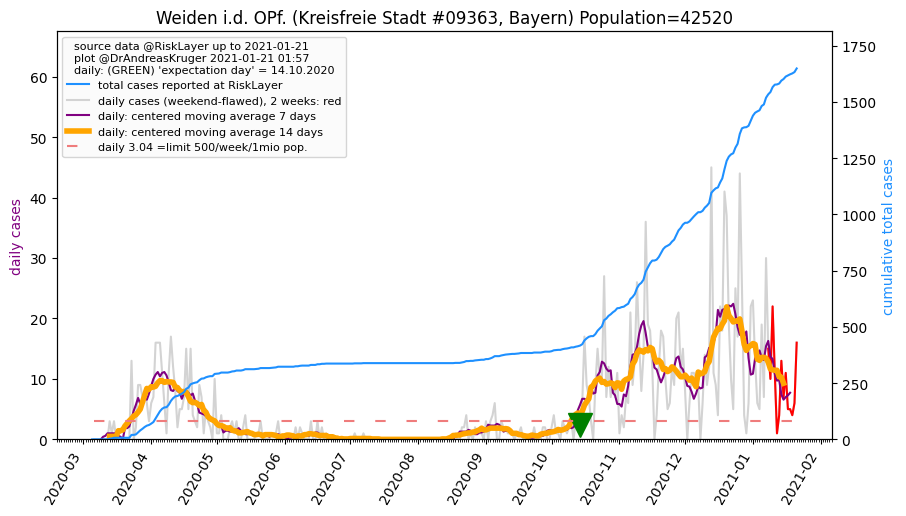 Weiden i.d. OPf. (Kreisfreie Stadt #09363, Bayern) Population=42520
source data @RiskLayer up to 2021-01-21
plot @DrAndreasKruger 2021-01-21 01:57
daily: (GREEN) 'expectation day' = 14.10.2020
total cases reported at RiskLayer
daily cases (weekend-flawed), 2 weeks: red
daily: centered moving average 7 days
daily: centered moving average 14 days
daily 3.04 =limit 500/week/1mio pop.
daily cases
60
50
40
30
20
10
0
1750
1500
1250
1000
750
500
250
0
cumulative total cases
2020-03
2020-04
2020-05
2020-06
2020-07
2020-08
2020-09
2020-10
2020-11
2020-12
2021-01
2021-02